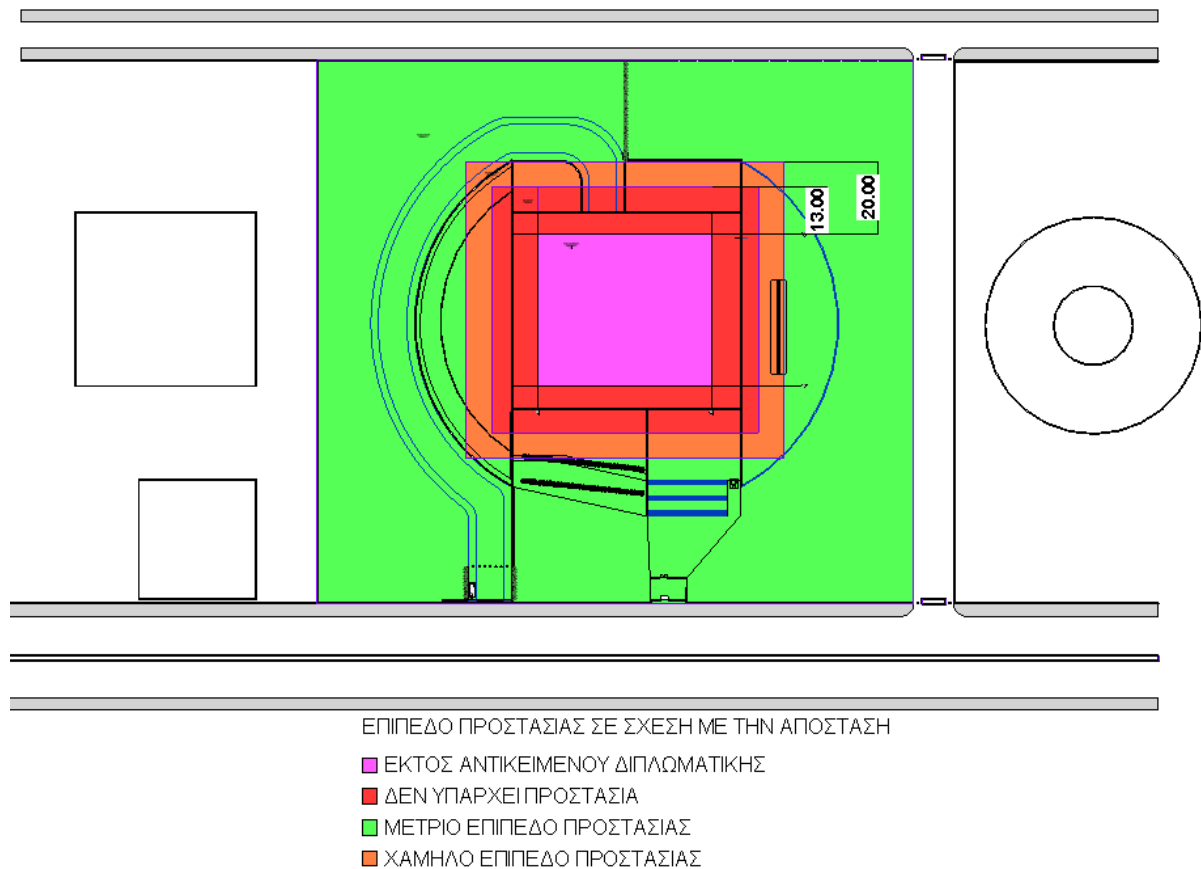 13.00
20.00
ΕΠΙΠΕΔΟ ΠΡΟΣΤΑΣΙΑΣ ΣΕ ΣΧΕΣΗ ΜΕ ΤΗΝ ΑΠΟΣΤΑΣΗ
ΕΚΤΟΣ ΑΝΤΙΚΕΙΜΕΝΟΥ ΔΙΠΛΩΜΑΤΙΚΗΣ
ΔΕΝ ΥΠΑΡΧΕΙ ΠΡΟΣΤΑΣΙΑ
ΜΕΤΡΙΟ ΕΠΙΠΕΔΟ ΠΡΟΣΤΑΣΙΑΣ
ΧΑΜΗΛΟ ΕΠΙΠΕΔΟ ΠΡΟΣΤΑΣΙΑΣ